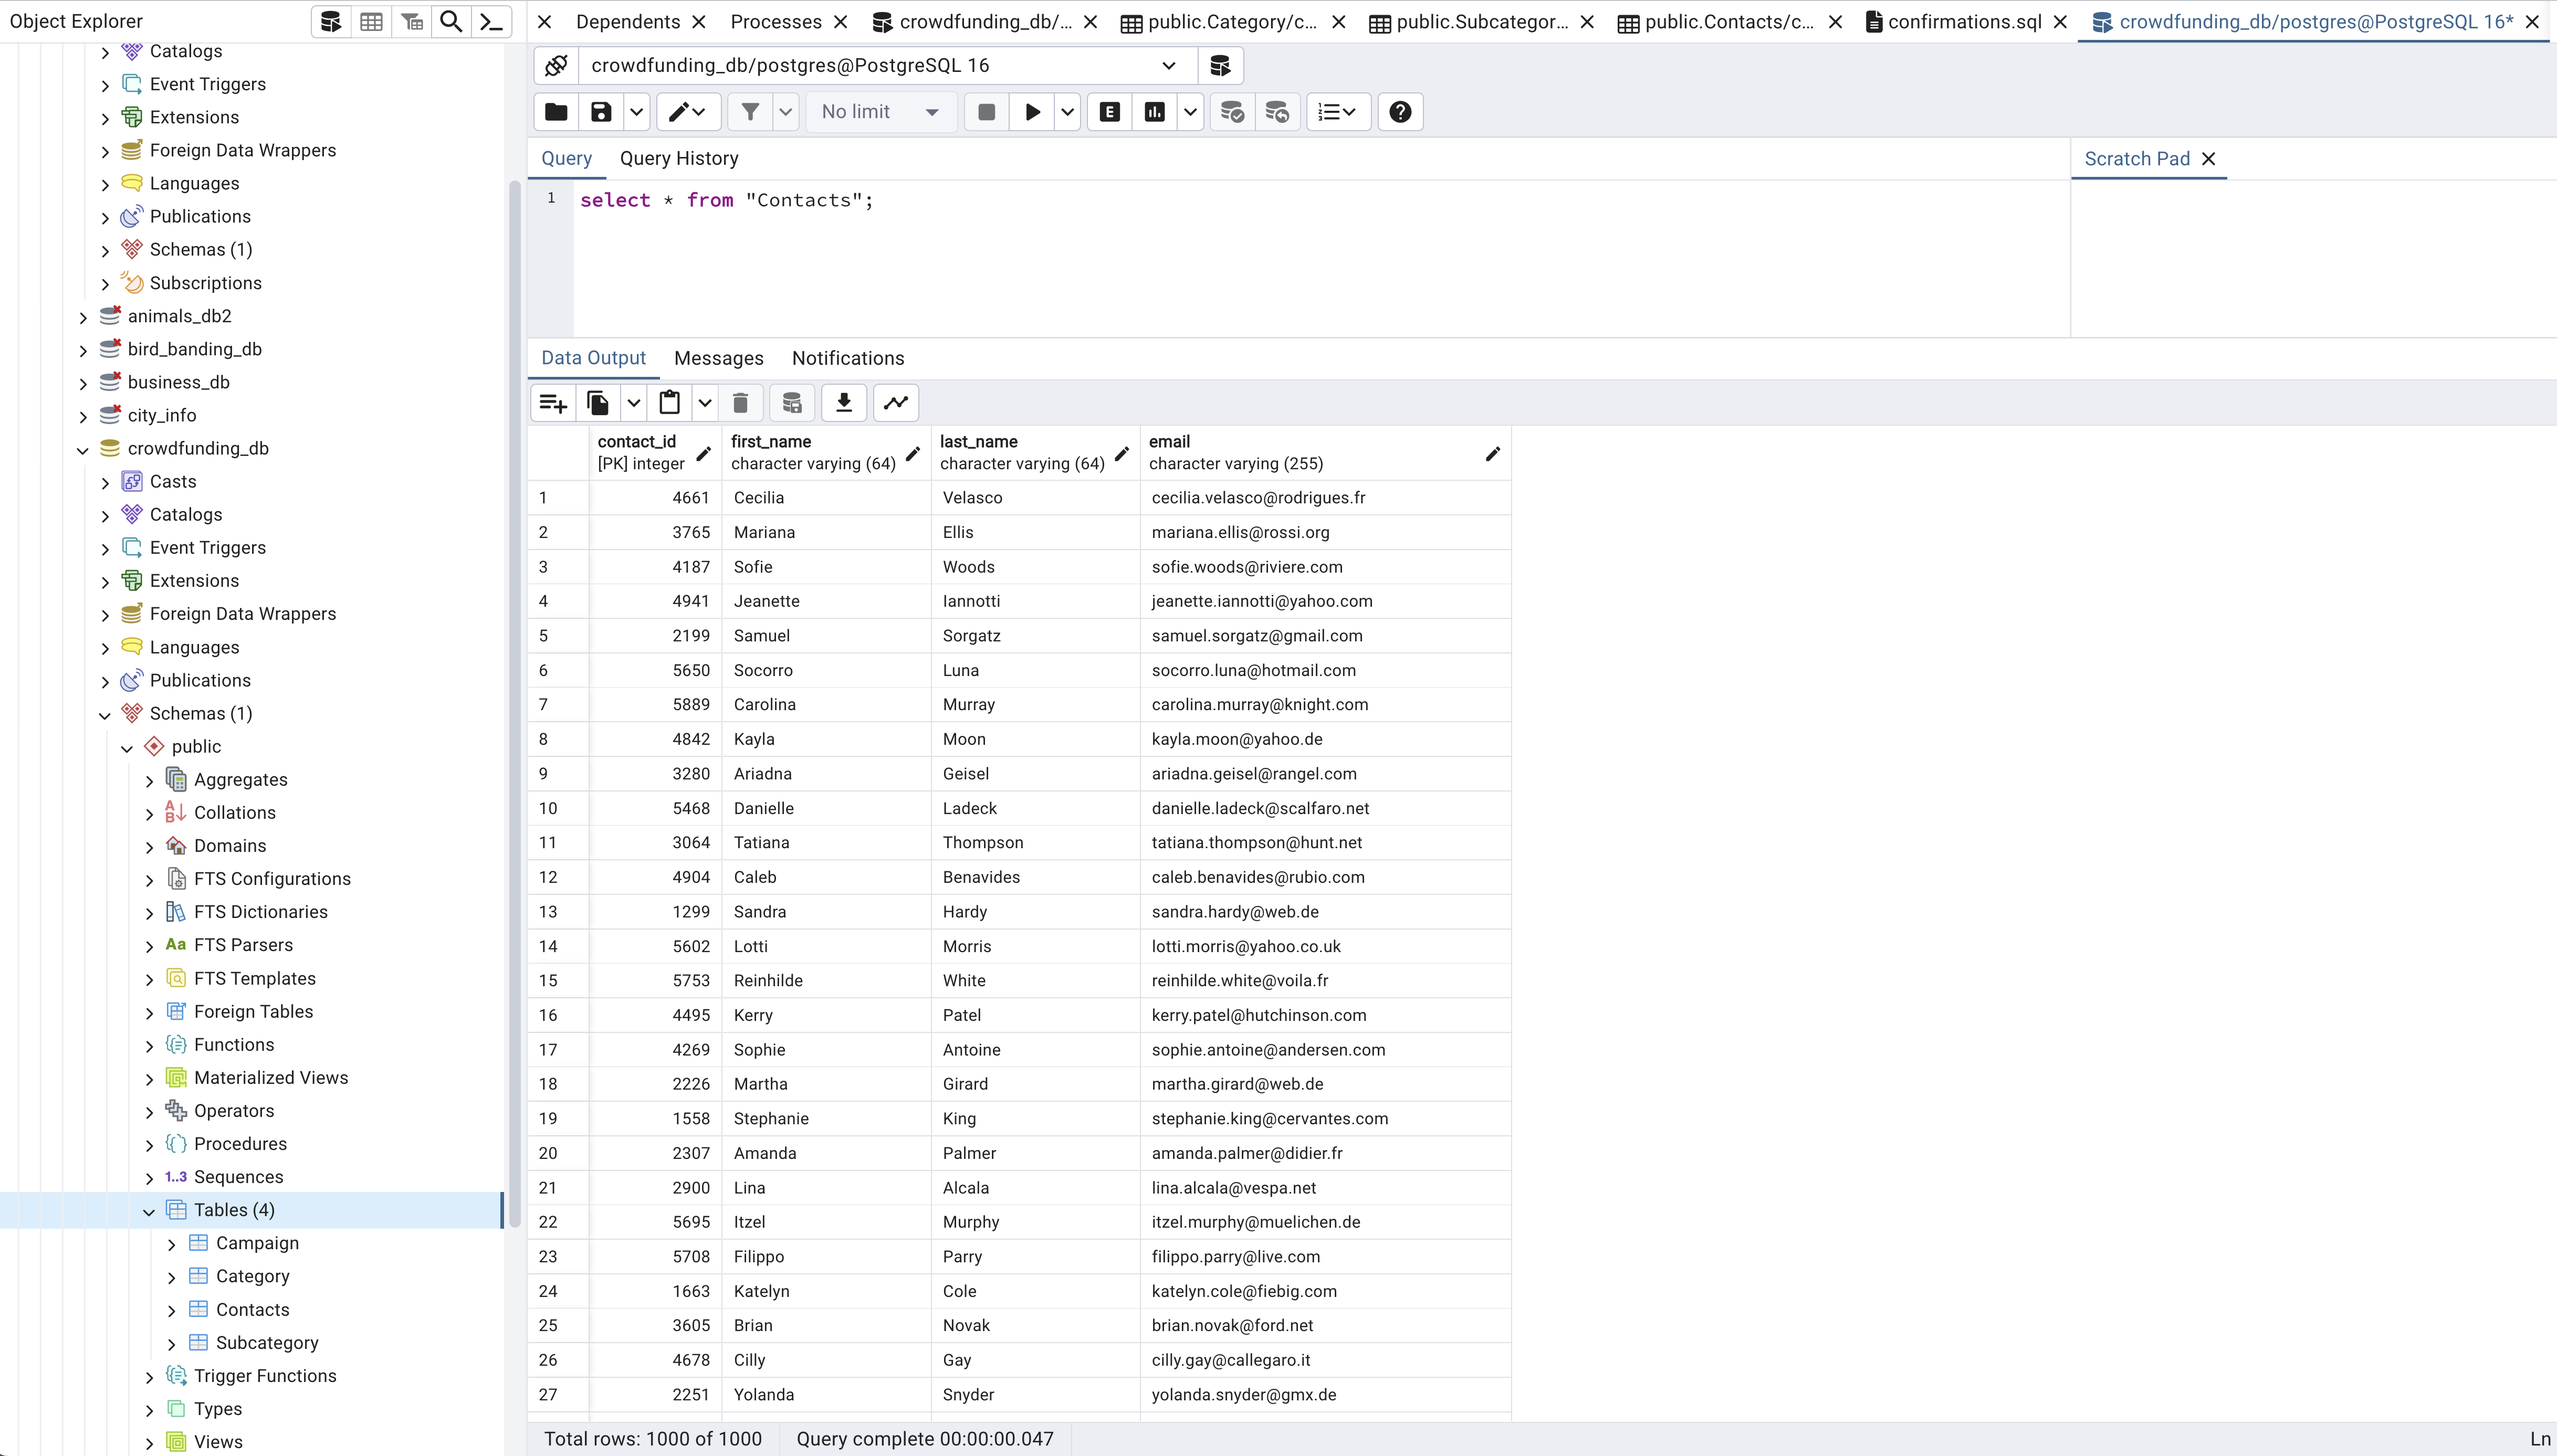 Object Explorer
Dependents
Processes
crowdfunding_db/...
public.Category/c...
public.Subcategor...
public.Contacts/c...
confirmations.sql
crowdfunding_db/postgres@PostgreSQL 16*
crowdfunding_db/postgres@PostgreSQL 16
No limit
E
Query
Query History
Scratch Pad
1
select * from "Contacts";
Catalogs
Event Triggers
Extensions
Foreign Data Wrappers
Languages
Publications
Schemas (1)
Subscriptions
animals_db2
bird_banding_db
business_db
city_info
crowdfunding_db
Casts
Catalogs
Event Triggers
Extensions
Foreign Data Wrappers
Languages
Publications
Schemas (1)
public
Aggregates
Collations
Domains
FTS Configurations
FTS Dictionaries
Aa FTS Parsers
FTS Templates
Foreign Tables
Functions
Materialized Views
Operators
Procedures
1..3 Sequences
Tables (4)
Campaign
Category
Contacts
Subcategory
Trigger Functions
Types
Views
Data Output
Messages
Notifications
contact_id first_name last_name email
[PK] integer character varying (64) character varying (64) character varying (255)
1 4661 Cecilia Velasco cecilia.velasco@rodrigues.fr
2 3765 Mariana Ellis mariana.ellis@rossi.org
3 4187 Sofie Woods sofie.woods@riviere.com
4 4941 Jeanette Iannotti jeanette.iannotti@yahoo.com
5 2199 Samuel Sorgatz samuel.sorgatz@gmail.com
6 5650 Socorro Luna socorro.luna@hotmail.com
7 5889 Carolina Murray carolina.murray@knight.com
8 4842 Kayla Moon kayla.moon@yahoo.de
9 3280 Ariadna Geisel ariadna.geisel@rangel.com
10 5468 Danielle Ladeck danielle.ladeck@scalfaro.net
11 3064 Tatiana Thompson tatiana.thompson@hunt.net
12 4904 Caleb Benavides caleb.benavides@rubio.com
13 1299 Sandra Hardy sandra.hardy@web.de
14 5602 Lotti Morris lotti.morris@yahoo.co.uk
15 5753 Reinhilde White reinhilde.white@voila.fr
16 4495 Kerry Patel kerry.patel@hutchinson.com
17 4269 Sophie Antoine sophie.antoine@andersen.com
18 2226 Martha Girard martha.girard@web.de
19 1558 Stephanie King stephanie.king@cervantes.com
20 2307 Amanda Palmer amanda.palmer@didier.fr
21 2900 Lina Alcala lina.alcala@vespa.net
22 5695 Itzel Murphy itzel.murphy@muelichen.de
23 5708 Filippo Parry filippo.parry@live.com
24 1663 Katelyn Cole katelyn.cole@fiebig.com
25 3605 Brian Novak brian.novak@ford.net
26 4678 Cilly Gay cilly.gay@callegaro.it
27 2251 Yolanda Snyder yolanda.snyder@gmx.de
Total rows: 1000 of 1000
Query complete 00:00:00.047
Ln